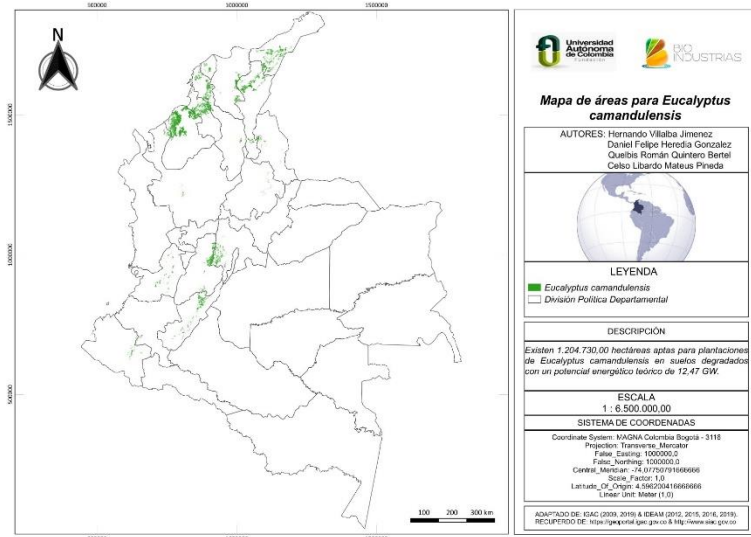 500000 1000000 1500000
N
1500000
1000000
500000
100 200 300 km
Universidad
Autónoma
de Colombia
FUNDACIÓN
BIO
INDUSTRIAS
Mapa de áreas para Eucalyptus
camandulensis
AUTORES: Hernando Villalba Jimenez
Daniel Felipe Heredia Gonzalez
Quelbis Román Quintero Bertel
Celso Libardo Mateus Pineda
LEYENDA
Eucalyptus camandulensis
División Política Departamental
DESCRIPCIÓN
Existen 1.204.730,00 hectáreas aptas para plantaciones
de Eucalyptus camandulensis en suelos degradados
con un potencial energético teórico de 12,47 GW.
ESCALA
1 : 6.500.000,00
SISTEMA DE COORDENADAS
Coordinate System: MAGNA Colombia Bogotá - 3116
Projection: Transverse_Mercator
False_Easting: 1000000,0
False_Northing: 1000000,0
Central_Meridian: -74,07750791666666
Scale_Factor: 1,0
Latitude_Of_Origin: 4,596200416666666
Linear Unit: Meter (1,0)
ADAPTADO DE: IGAC (2009, 2019) & IDEAM (2012, 2015, 2016, 2019).
RECUPERDO DE: https://geoportal.igac.gov.co & http://www.siac.gov.co